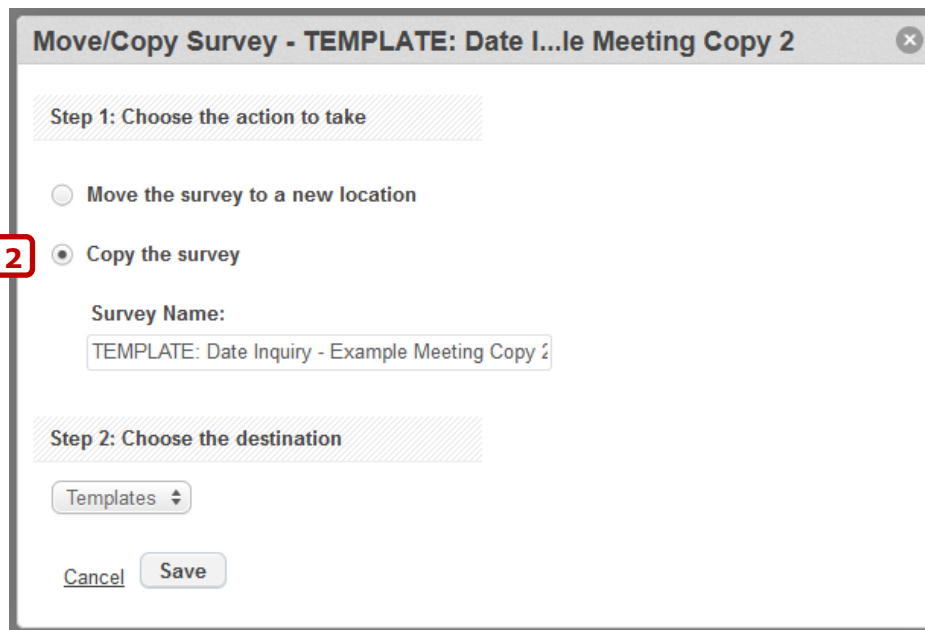 Move/Copy Survey - TEMPLATE: Date I...le Meeting Copy 2
Step 1: Choose the action to take
Move the survey to a new location
2 Copy the survey
Survey Name:
TEMPLATE: Date Inquiry - Example Meeting Copy 2
Step 2: Choose the destination
Templates
Cancel Save